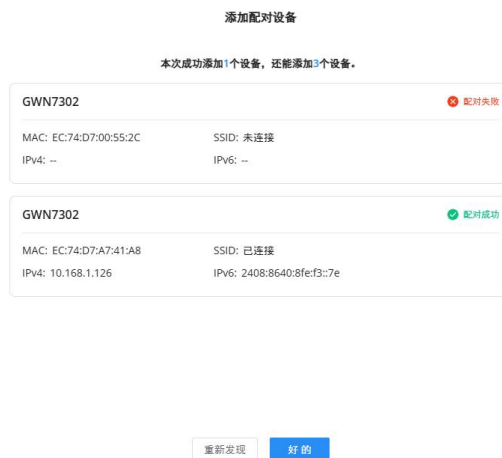 添加配对设备
本次成功添加1个设备，还能添加3个设备。
GWN7302 配对失败
MAC: EC:74:D7:00:55:2C SSID: 未连接
IPv4: -- IPv6: --
GWN7302 配对成功
MAC: EC:74:D7:A7:41:A8 SSID: 已连接
IPv4: 10.168.1.126 IPv6: 2408:8640:8fe:f3::7e
重新发现 好的